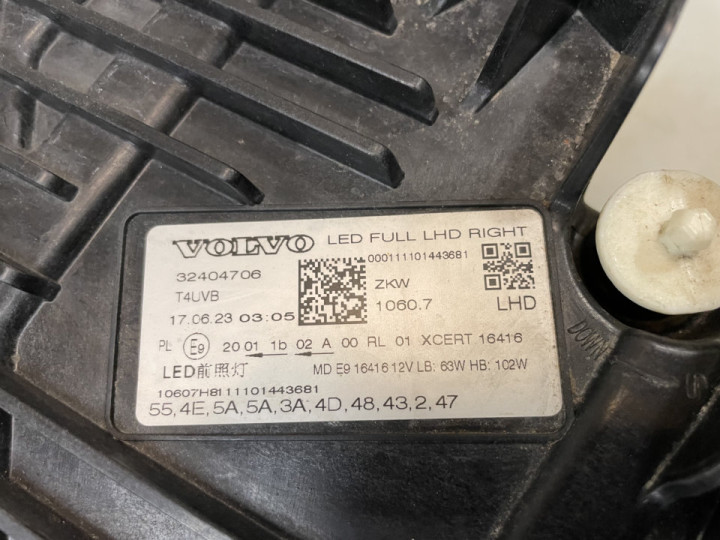 VOLVO LED FULL LHD RIGHT
32404706
000111101443681
T4UVB
ZKW
17.06.23 03:05
1060.7
LHD
PL E9 20 01 1b 02 A 00 RL 01 XCERT 16416
LED前照灯
MD E9 16416 12V LB: 63W HB: 102W
10607H8111101443681
55,4E,5A,5A,3A,4D,48,43,2,47
DOWN